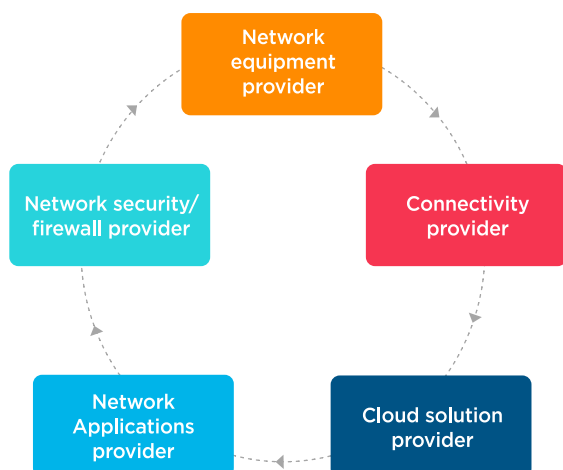 Network
equipment
provider
Network security/
firewall provider
Connectivity
provider
Network
Applications
provider
Cloud solution
provider